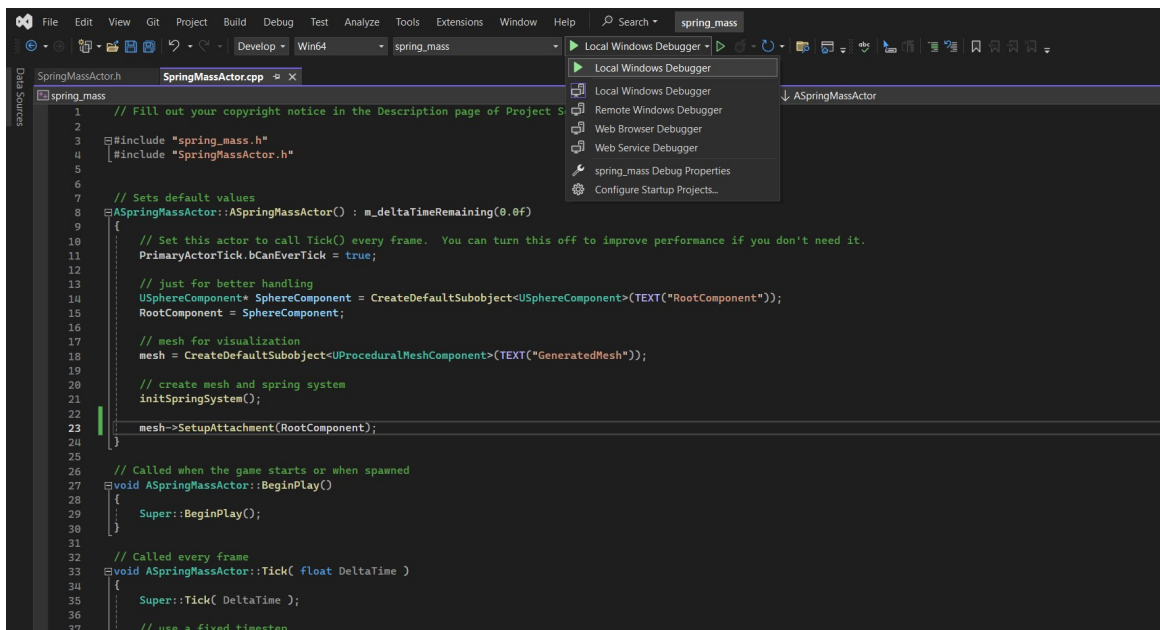 File Edit View Git Project Build Debug Test Analyze Tools Extensions Window Help Search spring_mass
Develop Win64 spring_mass Local Windows Debugger
SpringMassActor.h SpringMassActor.cpp
Data Sources
spring_mass
ASpringMassActor
Local Windows Debugger
Local Windows Debugger
Remote Windows Debugger
Web Browser Debugger
Web Service Debugger
spring_mass Debug Properties
Configure Startup Projects...
1 // Fill out your copyright notice in the Description page of Project S
2
3 #include "spring_mass.h"
4 #include "SpringMassActor.h"
5
6
7 // Sets default values
8 ASpringMassActor::ASpringMassActor() : m_deltaTimeRemaining(0.0f)
9 {
10 // Set this actor to call Tick() every frame.  You can turn this off to improve performance if you don't need it.
11 PrimaryActorTick.bCanEverTick = true;
12
13 // just for better handling
14 USphereComponent* SphereComponent = CreateDefaultSubobject<USphereComponent>(TEXT("RootComponent"));
15 RootComponent = SphereComponent;
16
17 // mesh for visualization
18 mesh = CreateDefaultSubobject<UProceduralMeshComponent>(TEXT("GeneratedMesh"));
19
20 // create mesh and spring system
21 initSpringSystem();
22
23 mesh->SetupAttachment(RootComponent);
24 }
25
26 // Called when the game starts or when spawned
27 void ASpringMassActor::BeginPlay()
28 {
29 Super::BeginPlay();
30 }
31
32 // Called every frame
33 void ASpringMassActor::Tick( float DeltaTime )
34 {
35 Super::Tick( DeltaTime );
36
37 // use a fixed timestep